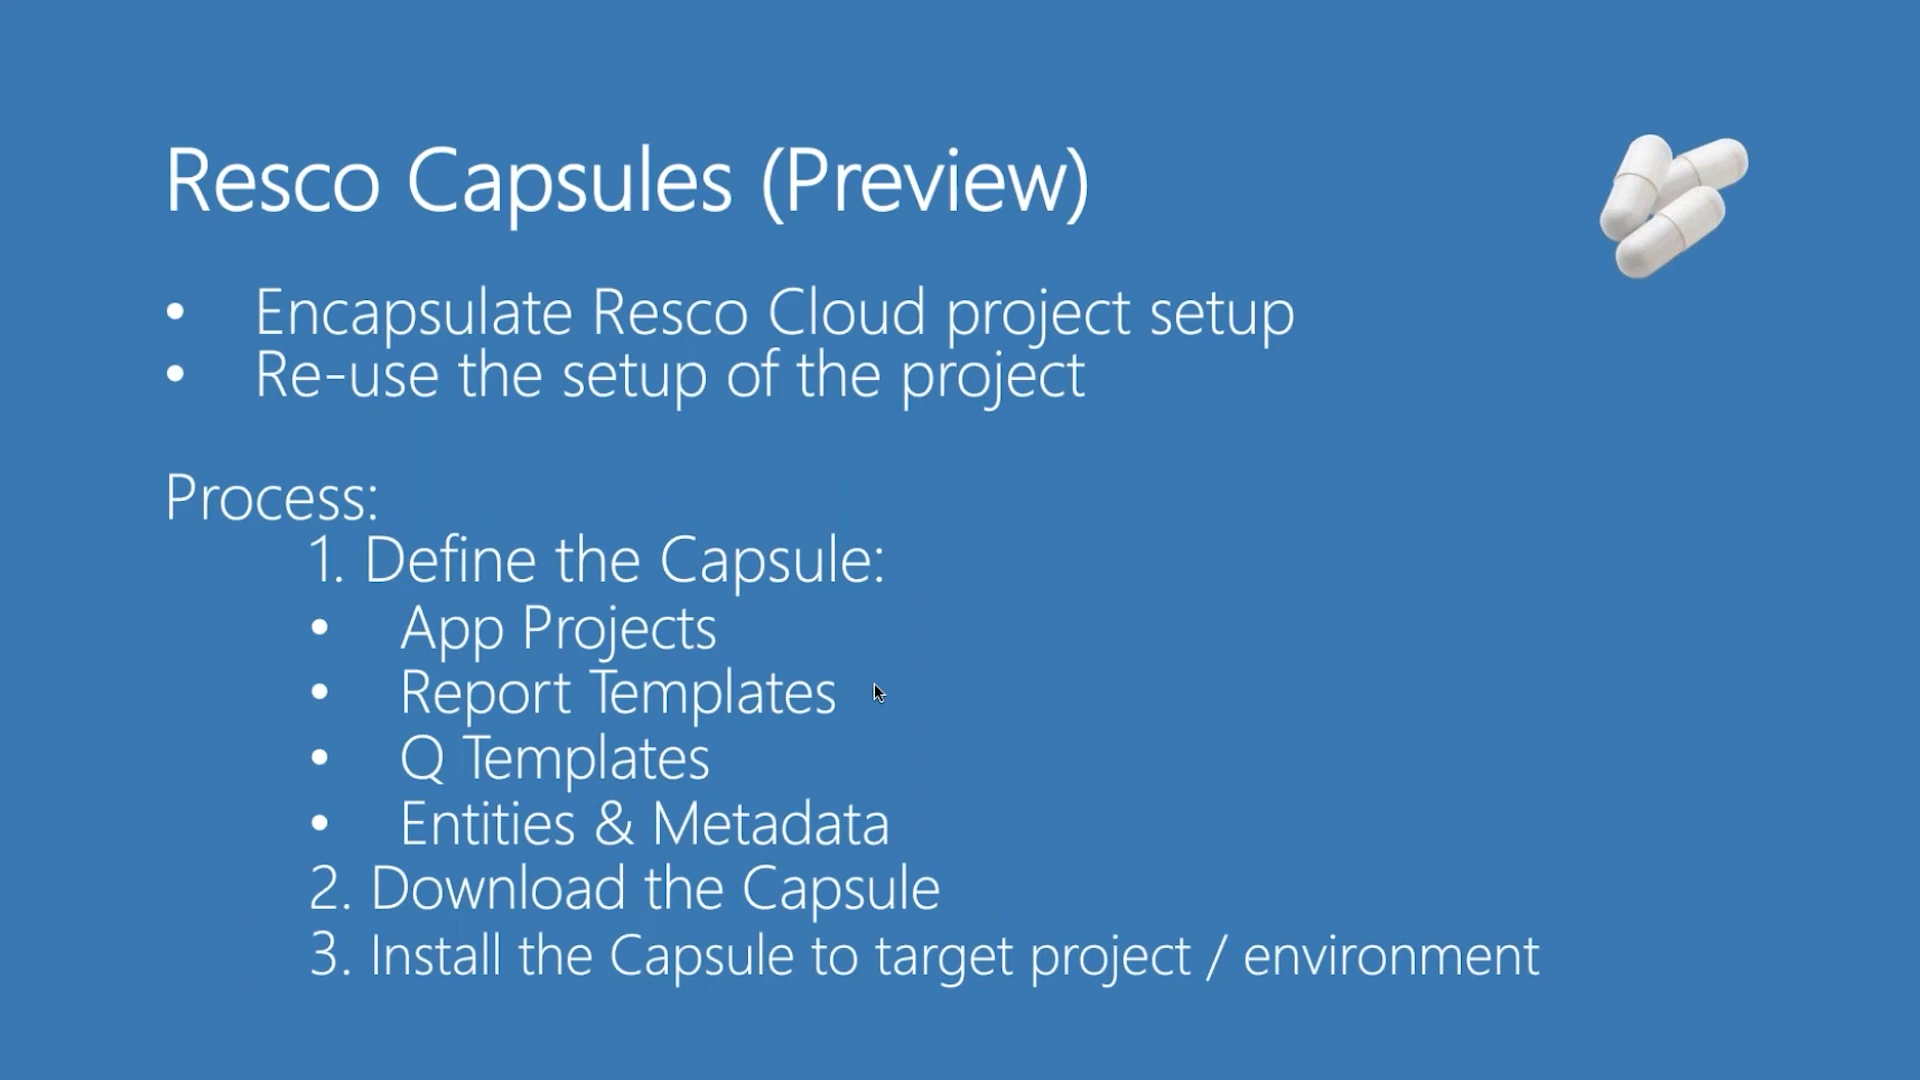 Resco Capsules (Preview)
• Encapsulate Resco Cloud project setup
• Re-use the setup of the project
Process:
1. Define the Capsule:
• App Projects
• Report Templates
• Q Templates
• Entities & Metadata
2. Download the Capsule
3. Install the Capsule to target project / environment